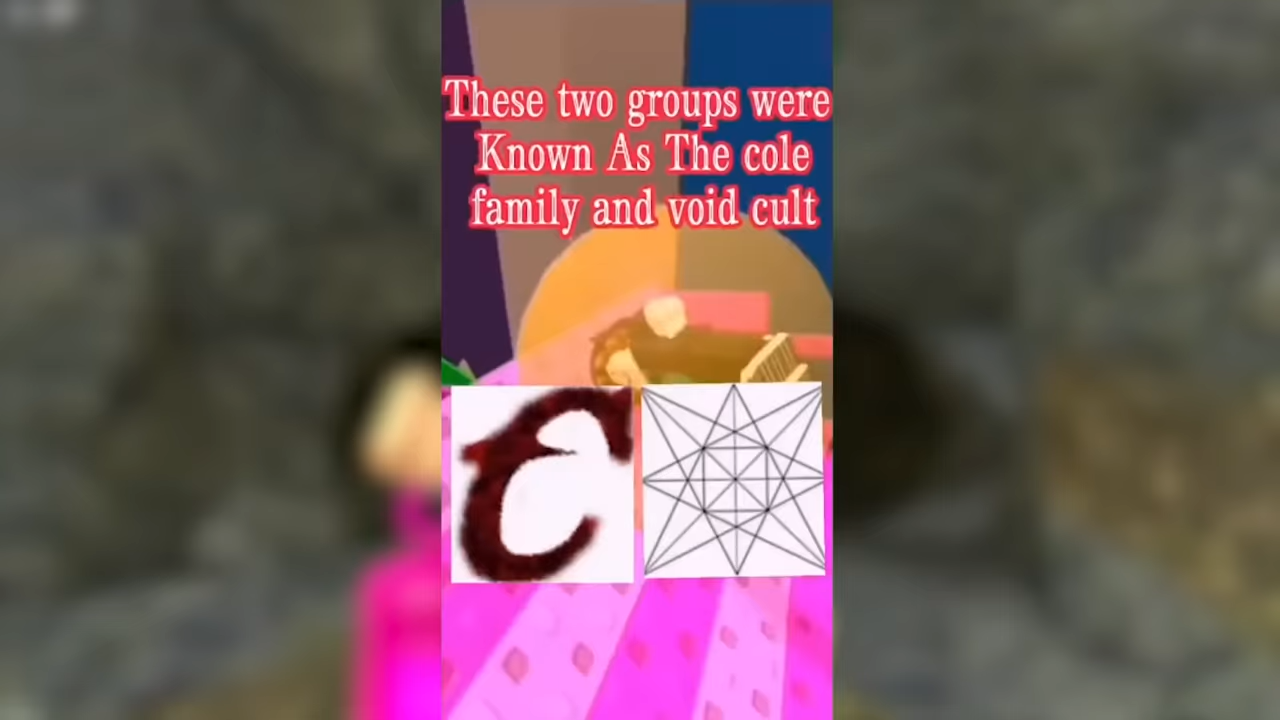 These two groups were
Known As The cole
family and void cult
C